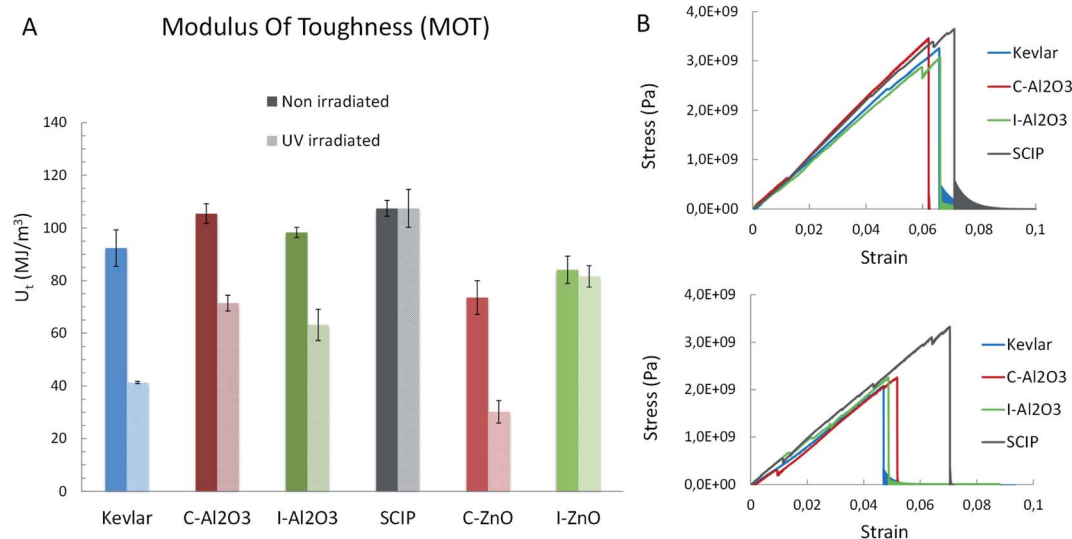 A
Modulus Of Toughness (MOT)
Non irradiated
UV irradiated
Ut (MJ/m³)
140
120
100
80
60
40
20
0
Kevlar
C-Al2O3
I-Al2O3
SCIP
C-ZnO
I-ZnO
B
Stress (Pa)
4,0E+09
3,0E+09
2,0E+09
1,0E+09
0,0E+00
0
0,02
0,04
0,06
0,08
0,1
Strain
Kevlar
C-Al2O3
I-Al2O3
SCIP
Stress (Pa)
4,0E+09
3,0E+09
2,0E+09
1,0E+09
0,0E+00
0
0,02
0,04
0,06
0,08
0,1
Strain
Kevlar
C-Al2O3
I-Al2O3
SCIP